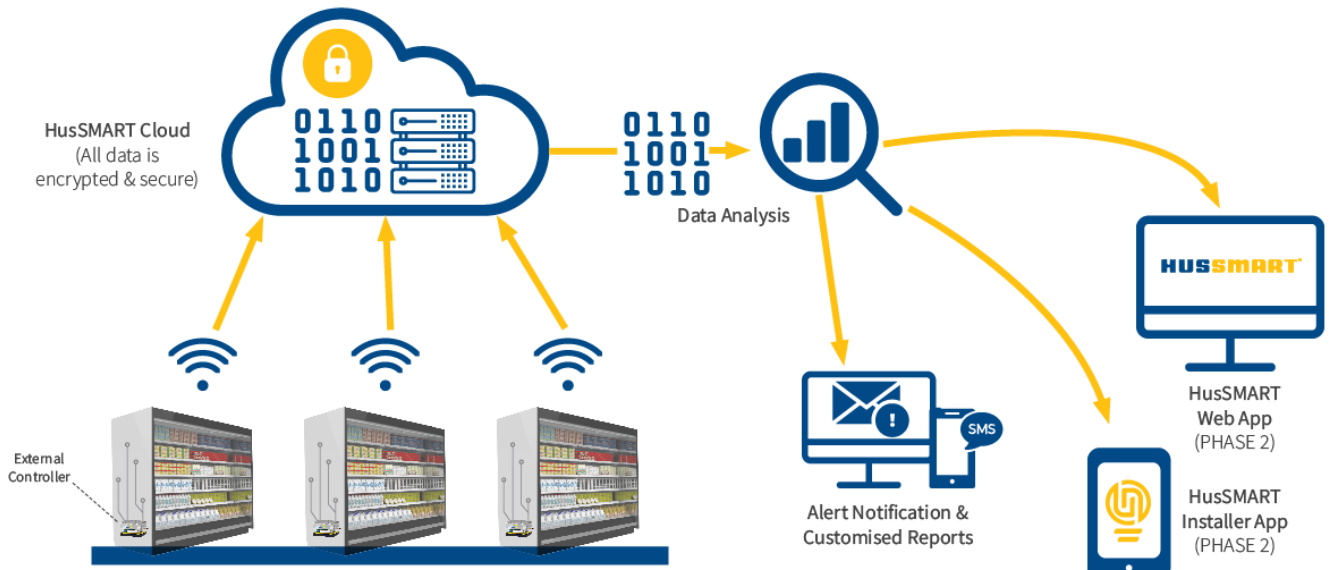 0110
1001
1010
HusSMART Cloud
(All data is
encrypted & secure)
0110
1001
1010
Data Analysis
HUSSMART
HusSMART
Web App
(PHASE 2)
External
Controller
!
SMS
Alert Notification &
Customised Reports
HusSMART
Installer App
(PHASE 2)